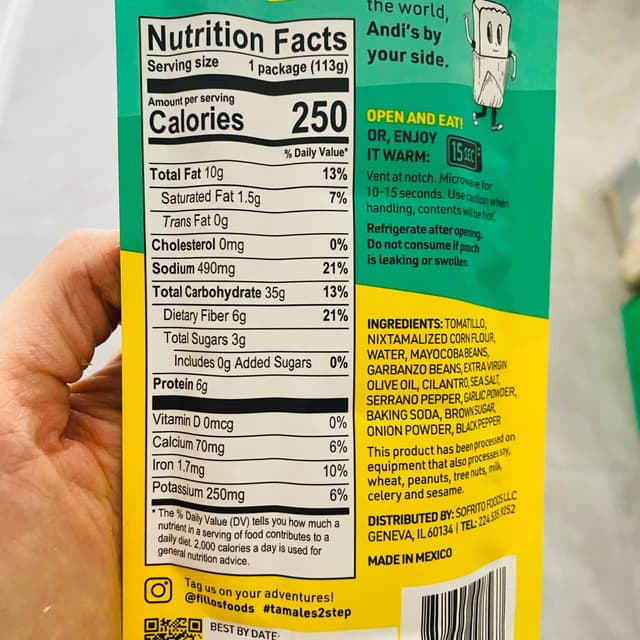 Nutrition Facts
Serving size 1 package (113g)
Amount per serving
Calories 250
% Daily Value*
Total Fat 10g 13%
Saturated Fat 1.5g 7%
Trans Fat 0g
Cholesterol 0mg 0%
Sodium 490mg 21%
Total Carbohydrate 35g 13%
Dietary Fiber 6g 21%
Total Sugars 3g
Includes 0g Added Sugars 0%
Protein 6g
Vitamin D 0mcg 0%
Calcium 70mg 6%
Iron 1.7mg 10%
Potassium 250mg 6%
* The % Daily Value (DV) tells you how much a
nutrient in a serving of food contributes to a
daily diet. 2,000 calories a day is used for
general nutrition advice.
Tag us on your adventures!
@fillosfoods #tamales2step
BEST BY DATE:
the world,
Andi's by
your side.
OPEN AND EAT!
OR, ENJOY
IT WARM:
15 SEC
Vent at notch. Microwave for
10-15 seconds. Use caution when
handling, contents will be hot.
Refrigerate after opening.
Do not consume if pouch
is leaking or swollen.
INGREDIENTS: TOMATILLO,
NIXTAMALIZED CORN FLOUR,
WATER, MAYOCOBA BEANS,
GARBANZO BEANS, EXTRA VIRGIN
OLIVE OIL, CILANTRO, SEA SALT,
SERRANO PEPPER, GARLIC POWDER,
BAKING SODA, BROWN SUGAR,
ONION POWDER, BLACK PEPPER
This product has been processed on
equipment that also processes soy,
wheat, peanuts, tree nuts, milk,
celery and sesame.
DISTRIBUTED BY: SOFRITO FOODS LLC
GENEVA, IL 60134 | TEL: 224.535.9252
MADE IN MEXICO